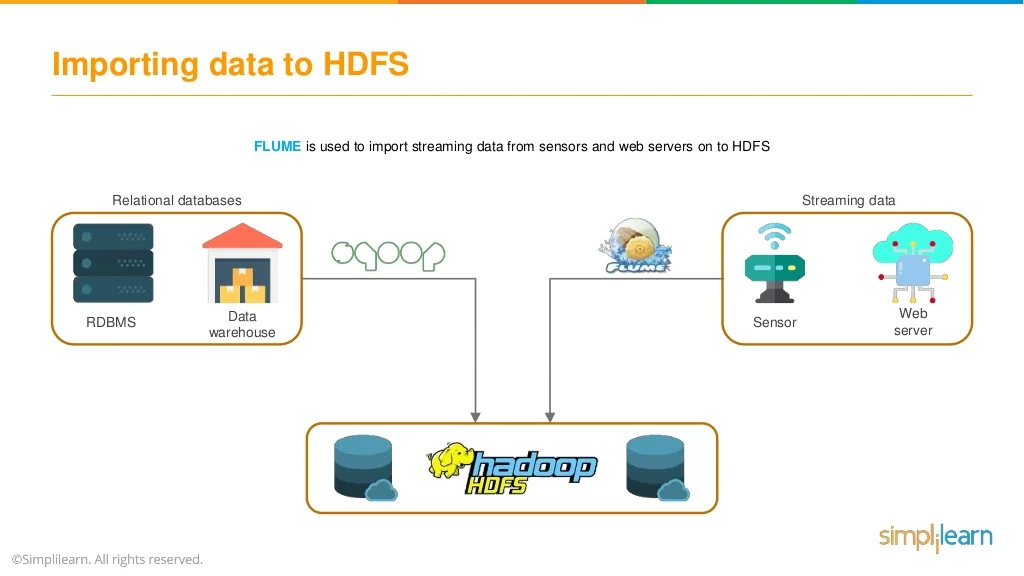 Importing data to HDFS
FLUME is used to import streaming data from sensors and web servers on to HDFS
Relational databases
Streaming data
sqoop
FLUME
RDBMS
Data
warehouse
Sensor
Web
server
hadoop
HDFS
simplilearn
©Simplilearn. All rights reserved.